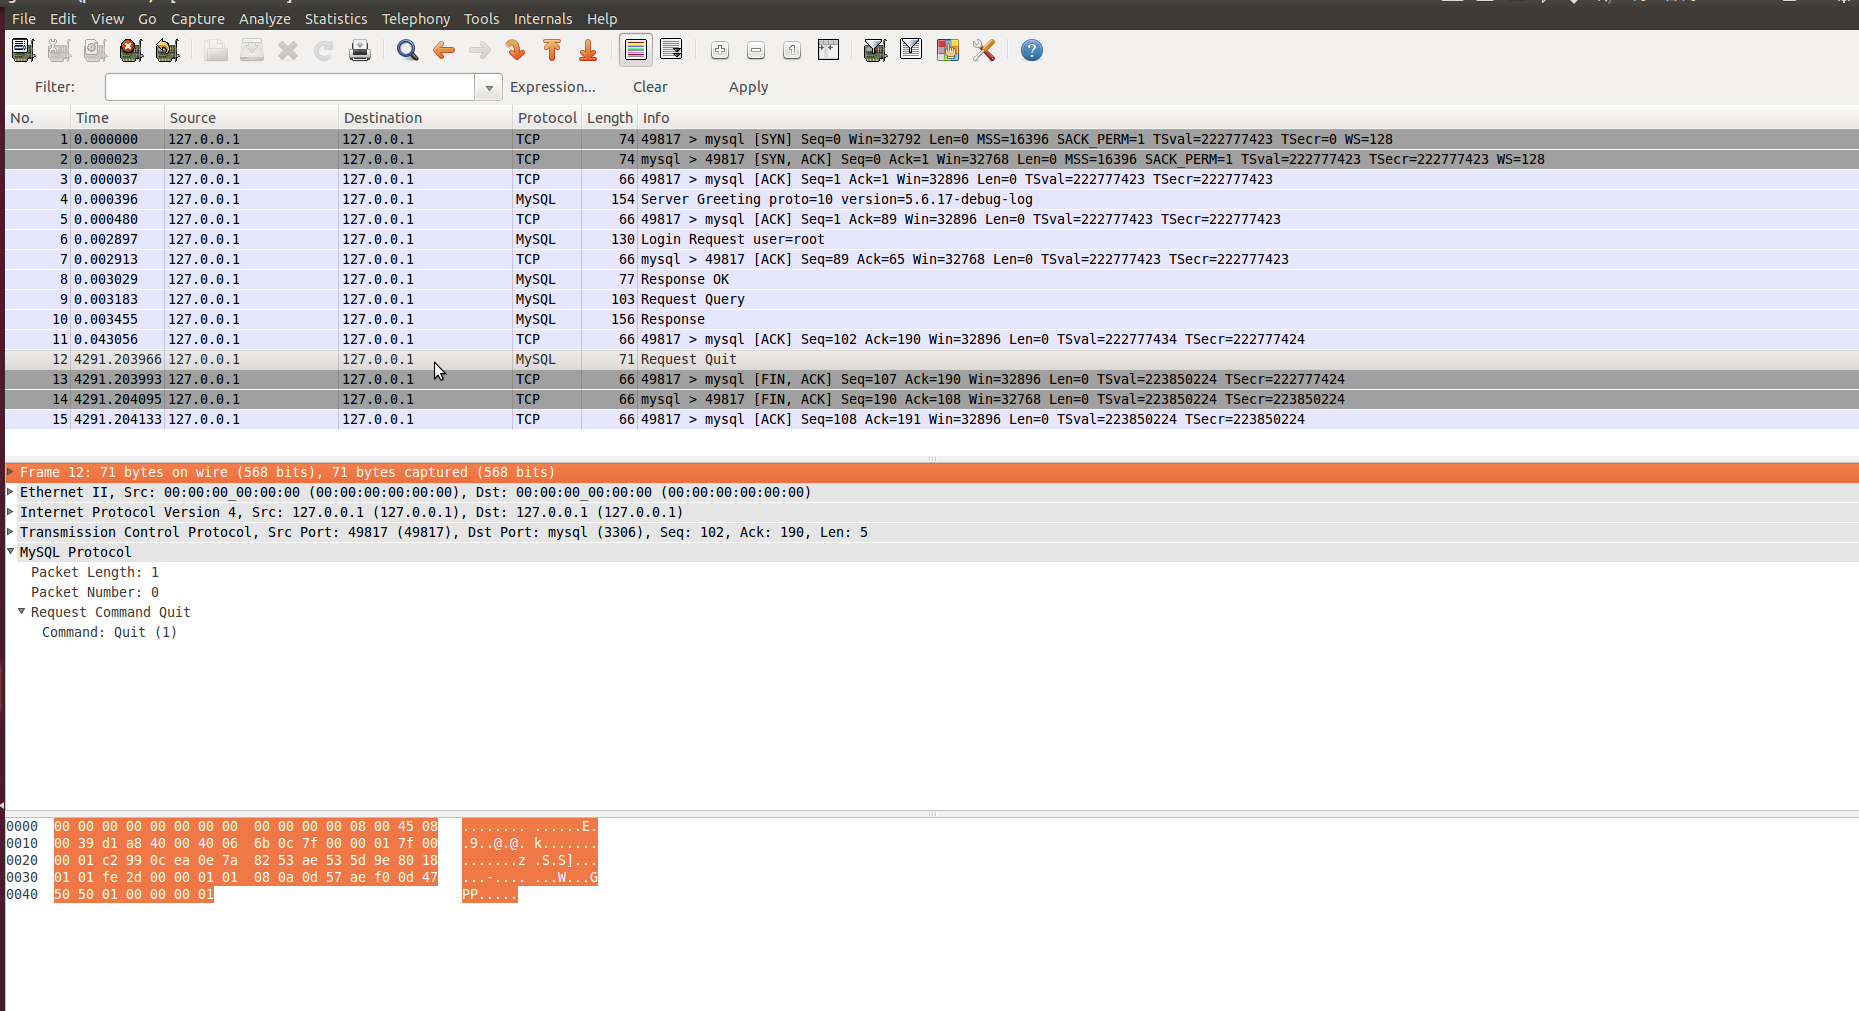 File Edit View Go Capture Analyze Statistics Telephony Tools Internals Help
Filter: Expression... Clear Apply
No. Time Source Destination Protocol Length Info
1 0.000000 127.0.0.1 127.0.0.1 TCP 74 49817 > mysql [SYN] Seq=0 Win=32792 Len=0 MSS=16396 SACK_PERM=1 TSval=222777423 TSecr=0 WS=128
2 0.000023 127.0.0.1 127.0.0.1 TCP 74 mysql > 49817 [SYN, ACK] Seq=0 Ack=1 Win=32768 Len=0 MSS=16396 SACK_PERM=1 TSval=222777423 TSecr=222777423 WS=128
3 0.000037 127.0.0.1 127.0.0.1 TCP 66 49817 > mysql [ACK] Seq=1 Ack=1 Win=32896 Len=0 TSval=222777423 TSecr=222777423
4 0.000396 127.0.0.1 127.0.0.1 MySQL 154 Server Greeting proto=10 version=5.6.17-debug-log
5 0.000480 127.0.0.1 127.0.0.1 TCP 66 49817 > mysql [ACK] Seq=1 Ack=89 Win=32896 Len=0 TSval=222777423 TSecr=222777423
6 0.002897 127.0.0.1 127.0.0.1 MySQL 130 Login Request user=root
7 0.002913 127.0.0.1 127.0.0.1 TCP 66 mysql > 49817 [ACK] Seq=89 Ack=65 Win=32768 Len=0 TSval=222777423 TSecr=222777423
8 0.003029 127.0.0.1 127.0.0.1 MySQL 77 Response OK
9 0.003183 127.0.0.1 127.0.0.1 MySQL 103 Request Query
10 0.003455 127.0.0.1 127.0.0.1 MySQL 156 Response
11 0.043056 127.0.0.1 127.0.0.1 TCP 66 49817 > mysql [ACK] Seq=102 Ack=190 Win=32896 Len=0 TSval=222777434 TSecr=222777424
12 4291.203966 127.0.0.1 127.0.0.1 MySQL 71 Request Quit
13 4291.203993 127.0.0.1 127.0.0.1 TCP 66 49817 > mysql [FIN, ACK] Seq=107 Ack=190 Win=32896 Len=0 TSval=223850224 TSecr=222777424
14 4291.204095 127.0.0.1 127.0.0.1 TCP 66 mysql > 49817 [FIN, ACK] Seq=190 Ack=108 Win=32768 Len=0 TSval=223850224 TSecr=223850224
15 4291.204133 127.0.0.1 127.0.0.1 TCP 66 49817 > mysql [ACK] Seq=108 Ack=191 Win=32896 Len=0 TSval=223850224 TSecr=223850224
Frame 12: 71 bytes on wire (568 bits), 71 bytes captured (568 bits)
Ethernet II, Src: 00:00:00_00:00:00 (00:00:00:00:00:00), Dst: 00:00:00_00:00:00 (00:00:00:00:00:00)
Internet Protocol Version 4, Src: 127.0.0.1 (127.0.0.1), Dst: 127.0.0.1 (127.0.0.1)
Transmission Control Protocol, Src Port: 49817 (49817), Dst Port: mysql (3306), Seq: 102, Ack: 190, Len: 5
MySQL Protocol
Packet Length: 1
Packet Number: 0
Request Command Quit
Command: Quit (1)
0000 00 00 00 00 00 00 00 00 00 00 00 00 08 00 45 08 ........ ......E.
0010 00 39 d1 a8 40 00 40 06 6b 0c 7f 00 00 01 7f 00 .9..@.@. k.......
0020 00 01 c2 99 0c ea 0e 7a 82 53 ae 53 5d 9e 80 18 .......z .S.S]...
0030 01 01 fe 2d 00 00 01 01 08 0a 0d 57 ae f0 0d 47 ...-.... ...W...G
0040 50 50 01 00 00 00 01 PP.....